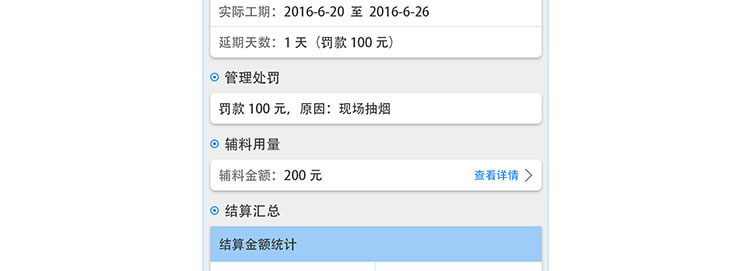 实际工期：2016-6-20 至 2016-6-26
延期天数：1 天（罚款 100 元）
管理处罚
罚款 100 元，原因：现场抽烟
辅料用量
辅料金额：200 元 查看详情
结算汇总
结算金额统计